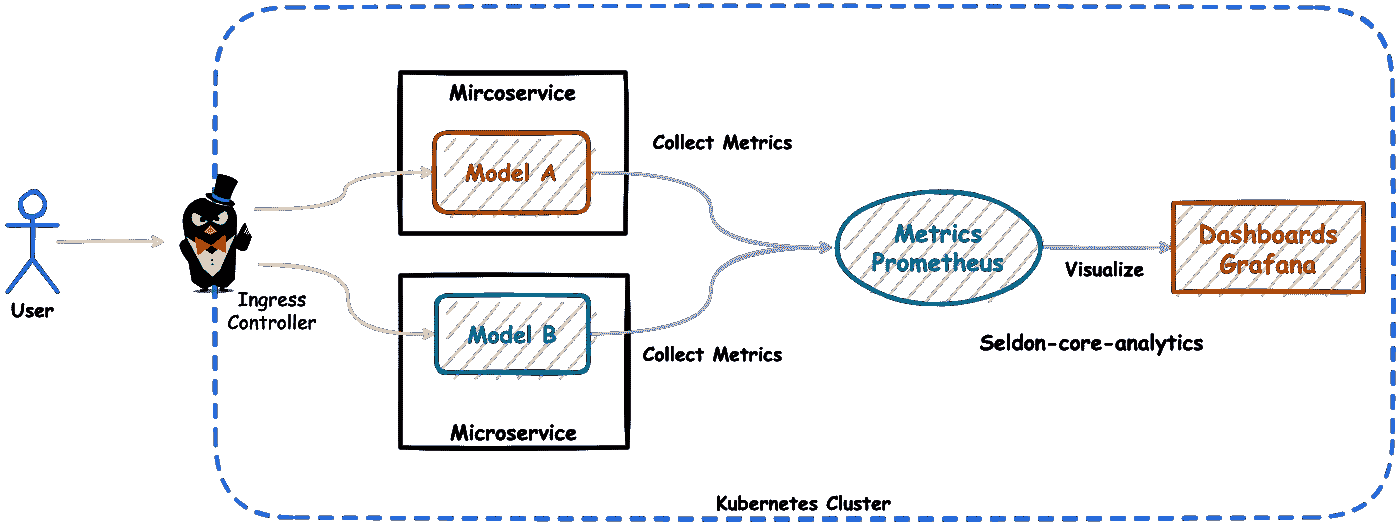 User
Ingress
Controller
Mircoservice
Model A
Collect Metrics
Model B
Microservice
Collect Metrics
Metrics
Prometheus
Visualize
Dashboards
Grafana
Seldon-core-analytics
Kubernetes Cluster